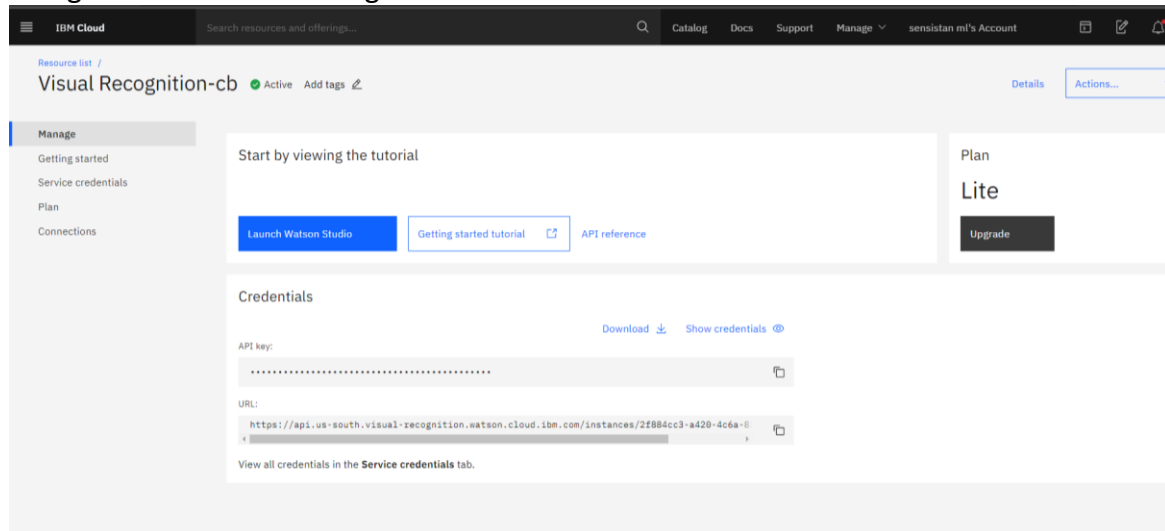 IBM Cloud
Search resources and offerings...
Catalog
Docs
Support
Manage
sensistan ml's Account
Resource list /
Visual Recognition-cb
Active
Add tags
Details
Actions...
Manage
Getting started
Service credentials
Plan
Connections
Start by viewing the tutorial
Launch Watson Studio
Getting started tutorial
API reference
Plan
Lite
Upgrade
Credentials
Download
Show credentials
API key:
URL:
https://api.us-south.visual-recognition.watson.cloud.ibm.com/instances/2f884cc3-a420-4c6a-8
View all credentials in the Service credentials tab.